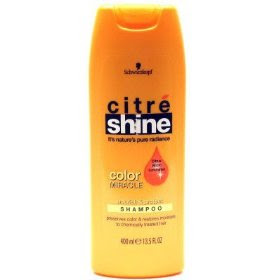 Schwarzkopf
citré
shine
It's nature's pure radiance
color
MIRACLE
SHAMPOO
preserves color & restores moisture
to chemically treated hair
400 ml e 13.5 FL OZ